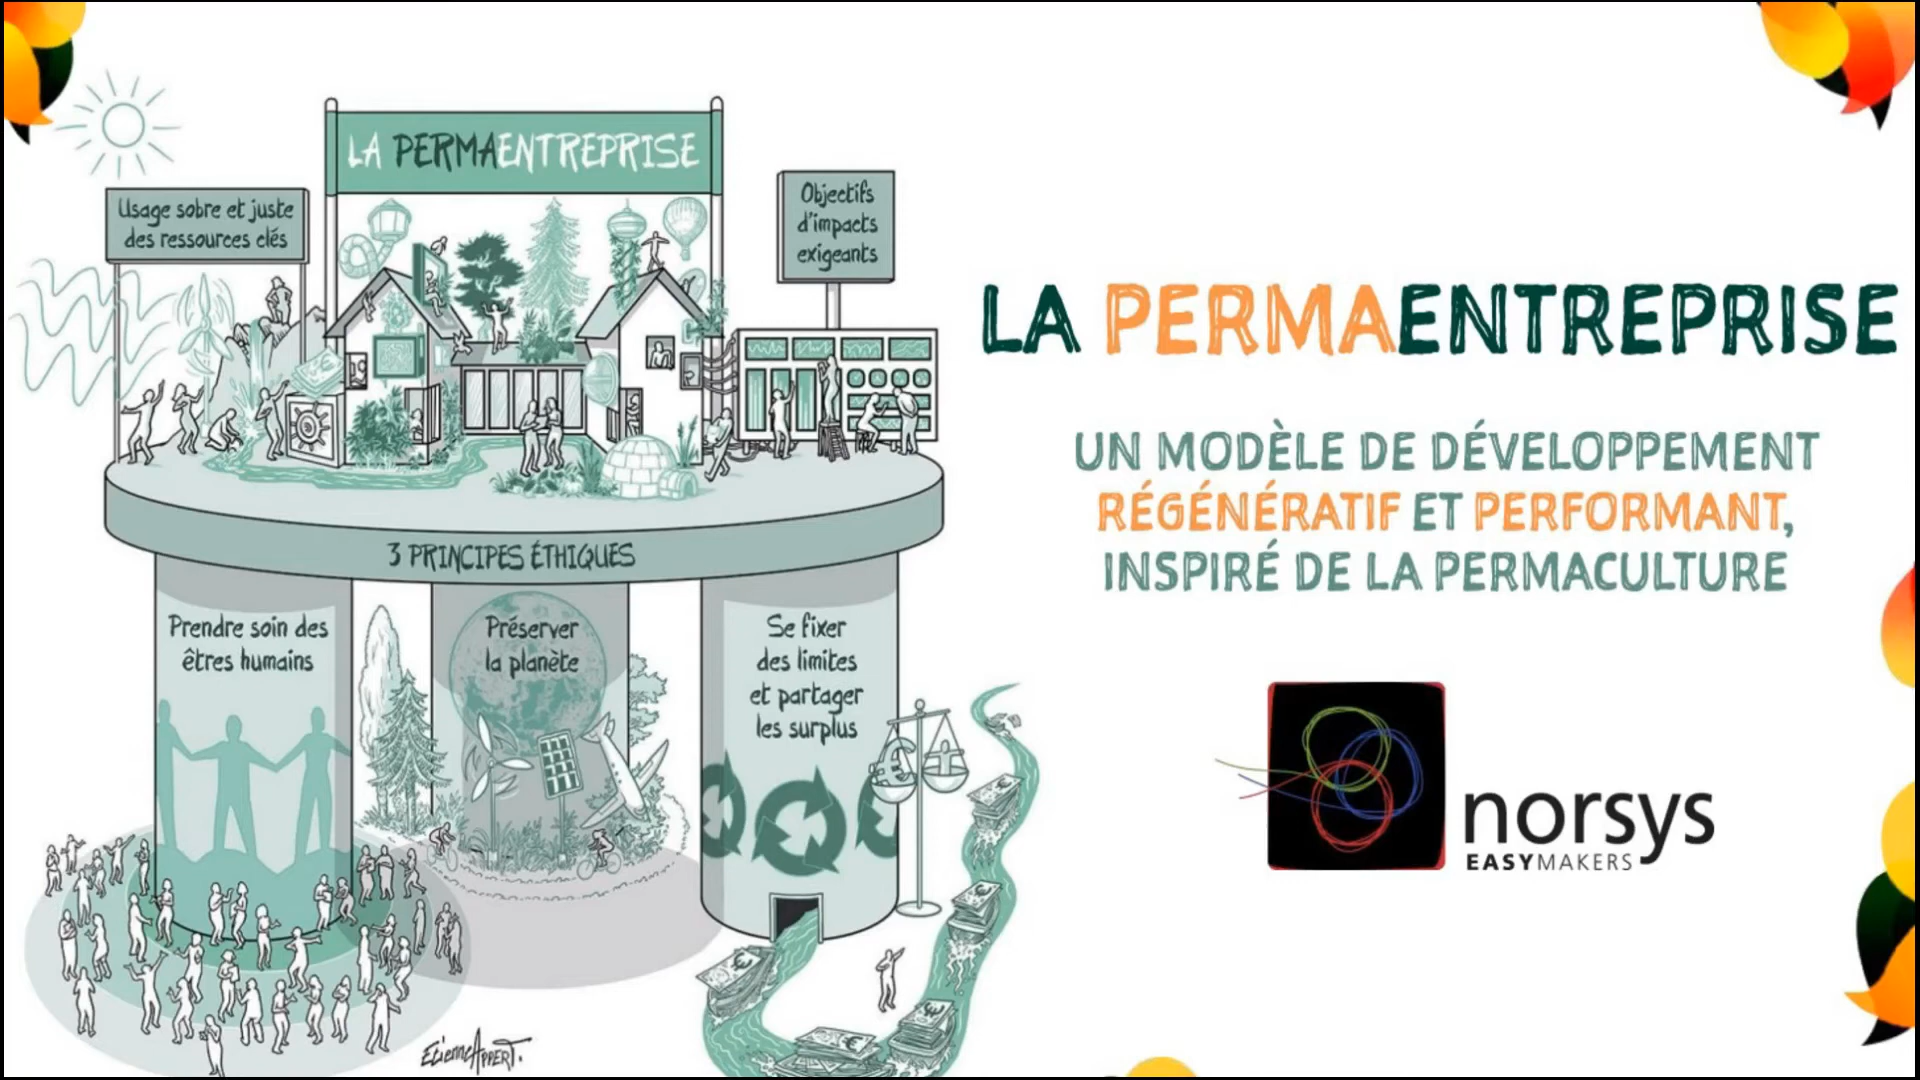 LA PERMAENTREPRISE
Usage sobre et juste
des ressources clés
Objectifs
d'impacts
exigeants
3 PRINCIPES ÉTHIQUES
Prendre soin des
êtres humains
Préserver
la planète
Se fixer
des limites
et partager
les surplus
EtienneAppert.
LA PERMAENTREPRISE
UN MODÈLE DE DÉVELOPPEMENT
RÉGÉNÉRATIF ET PERFORMANT,
INSPIRÉ DE LA PERMACULTURE
norsys
EASYMAKERS